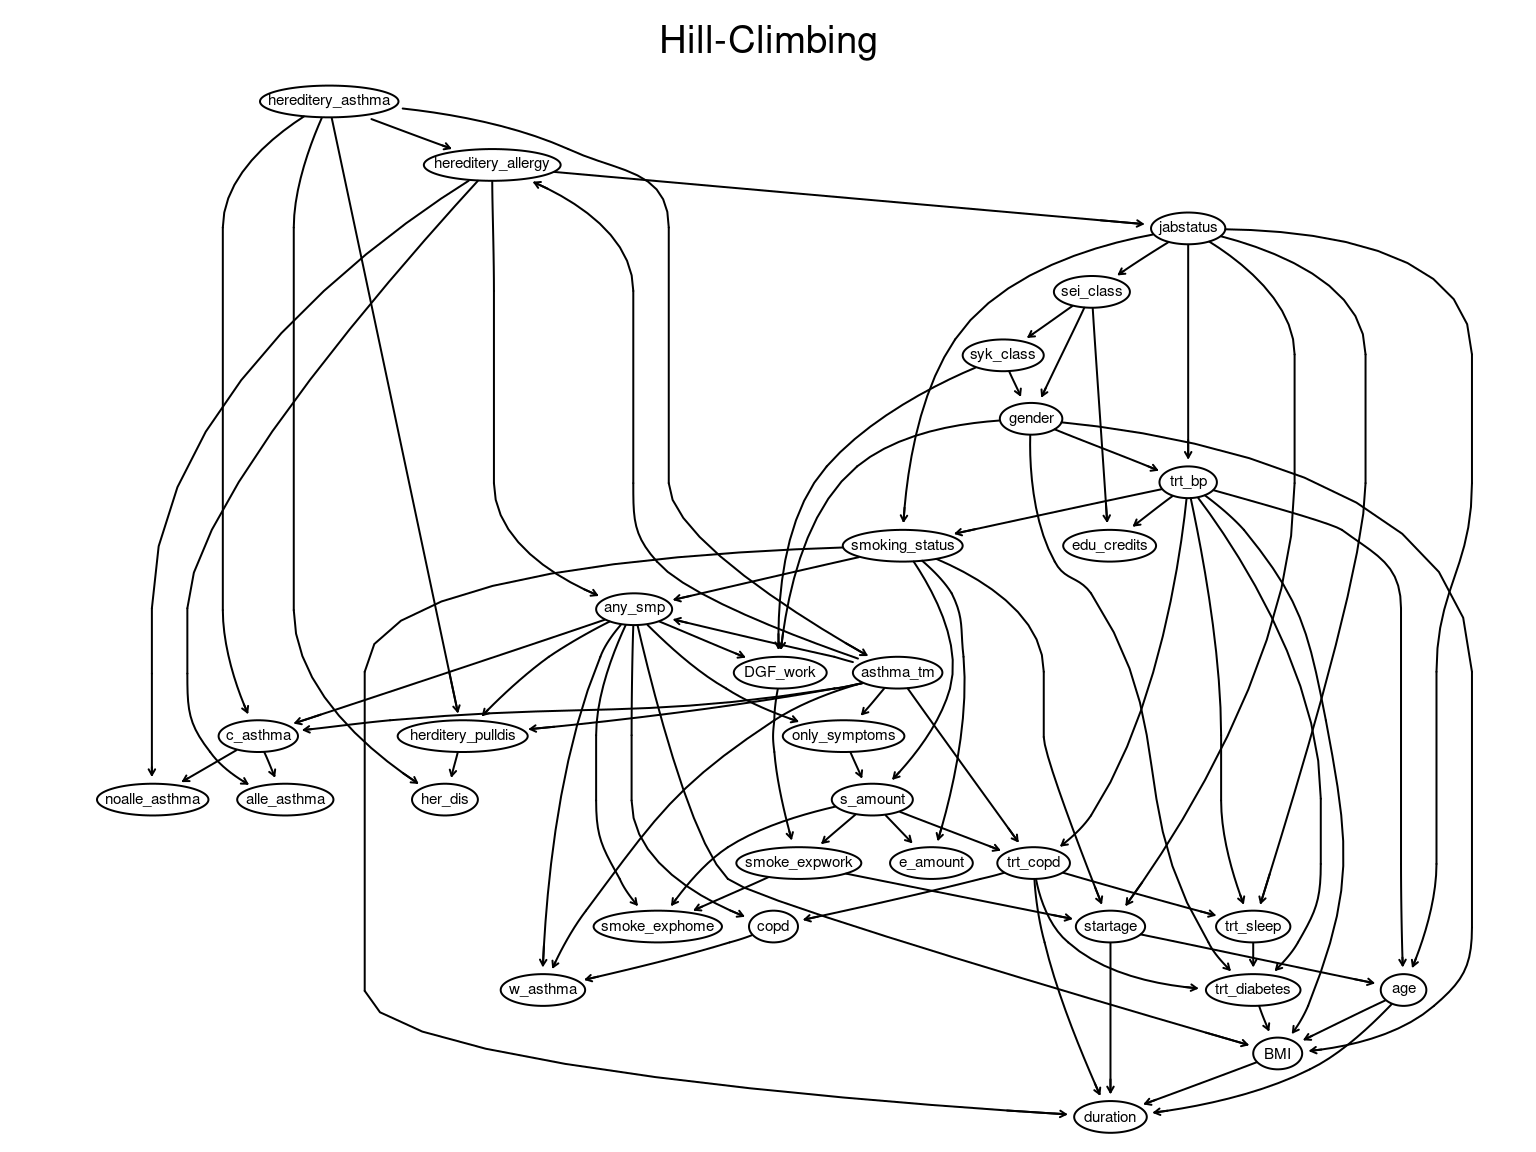 Hill-Climbing
hereditery_asthma
hereditery_allergy
jabstatus
sei_class
syk_class
gender
trt_bp
smoking_status
edu_credits
any_smp
DGF_work
asthma_tm
c_asthma
herditery_pulldis
only_symptoms
noalle_asthma
alle_asthma
her_dis
s_amount
smoke_expwork
e_amount
trt_copd
smoke_exphome
copd
startage
trt_sleep
w_asthma
trt_diabetes
age
BMI
duration